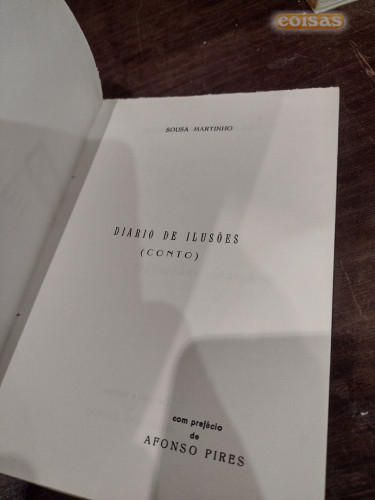 coisas
SOUSA MARTINHO
DIARIO DE ILUSÕES
(CONTO)
com prefácio
de
AFONSO PIRES